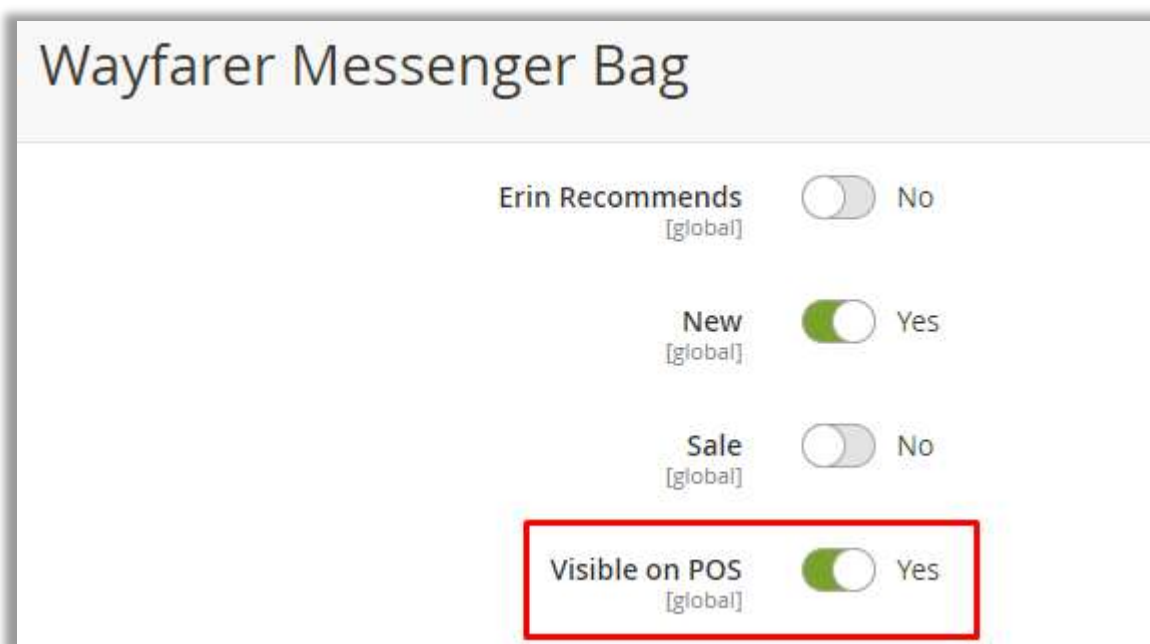 Wayfarer Messenger Bag
Erin Recommends No
[global]
New Yes
[global]
Sale No
[global]
Visible on POS Yes
[global]